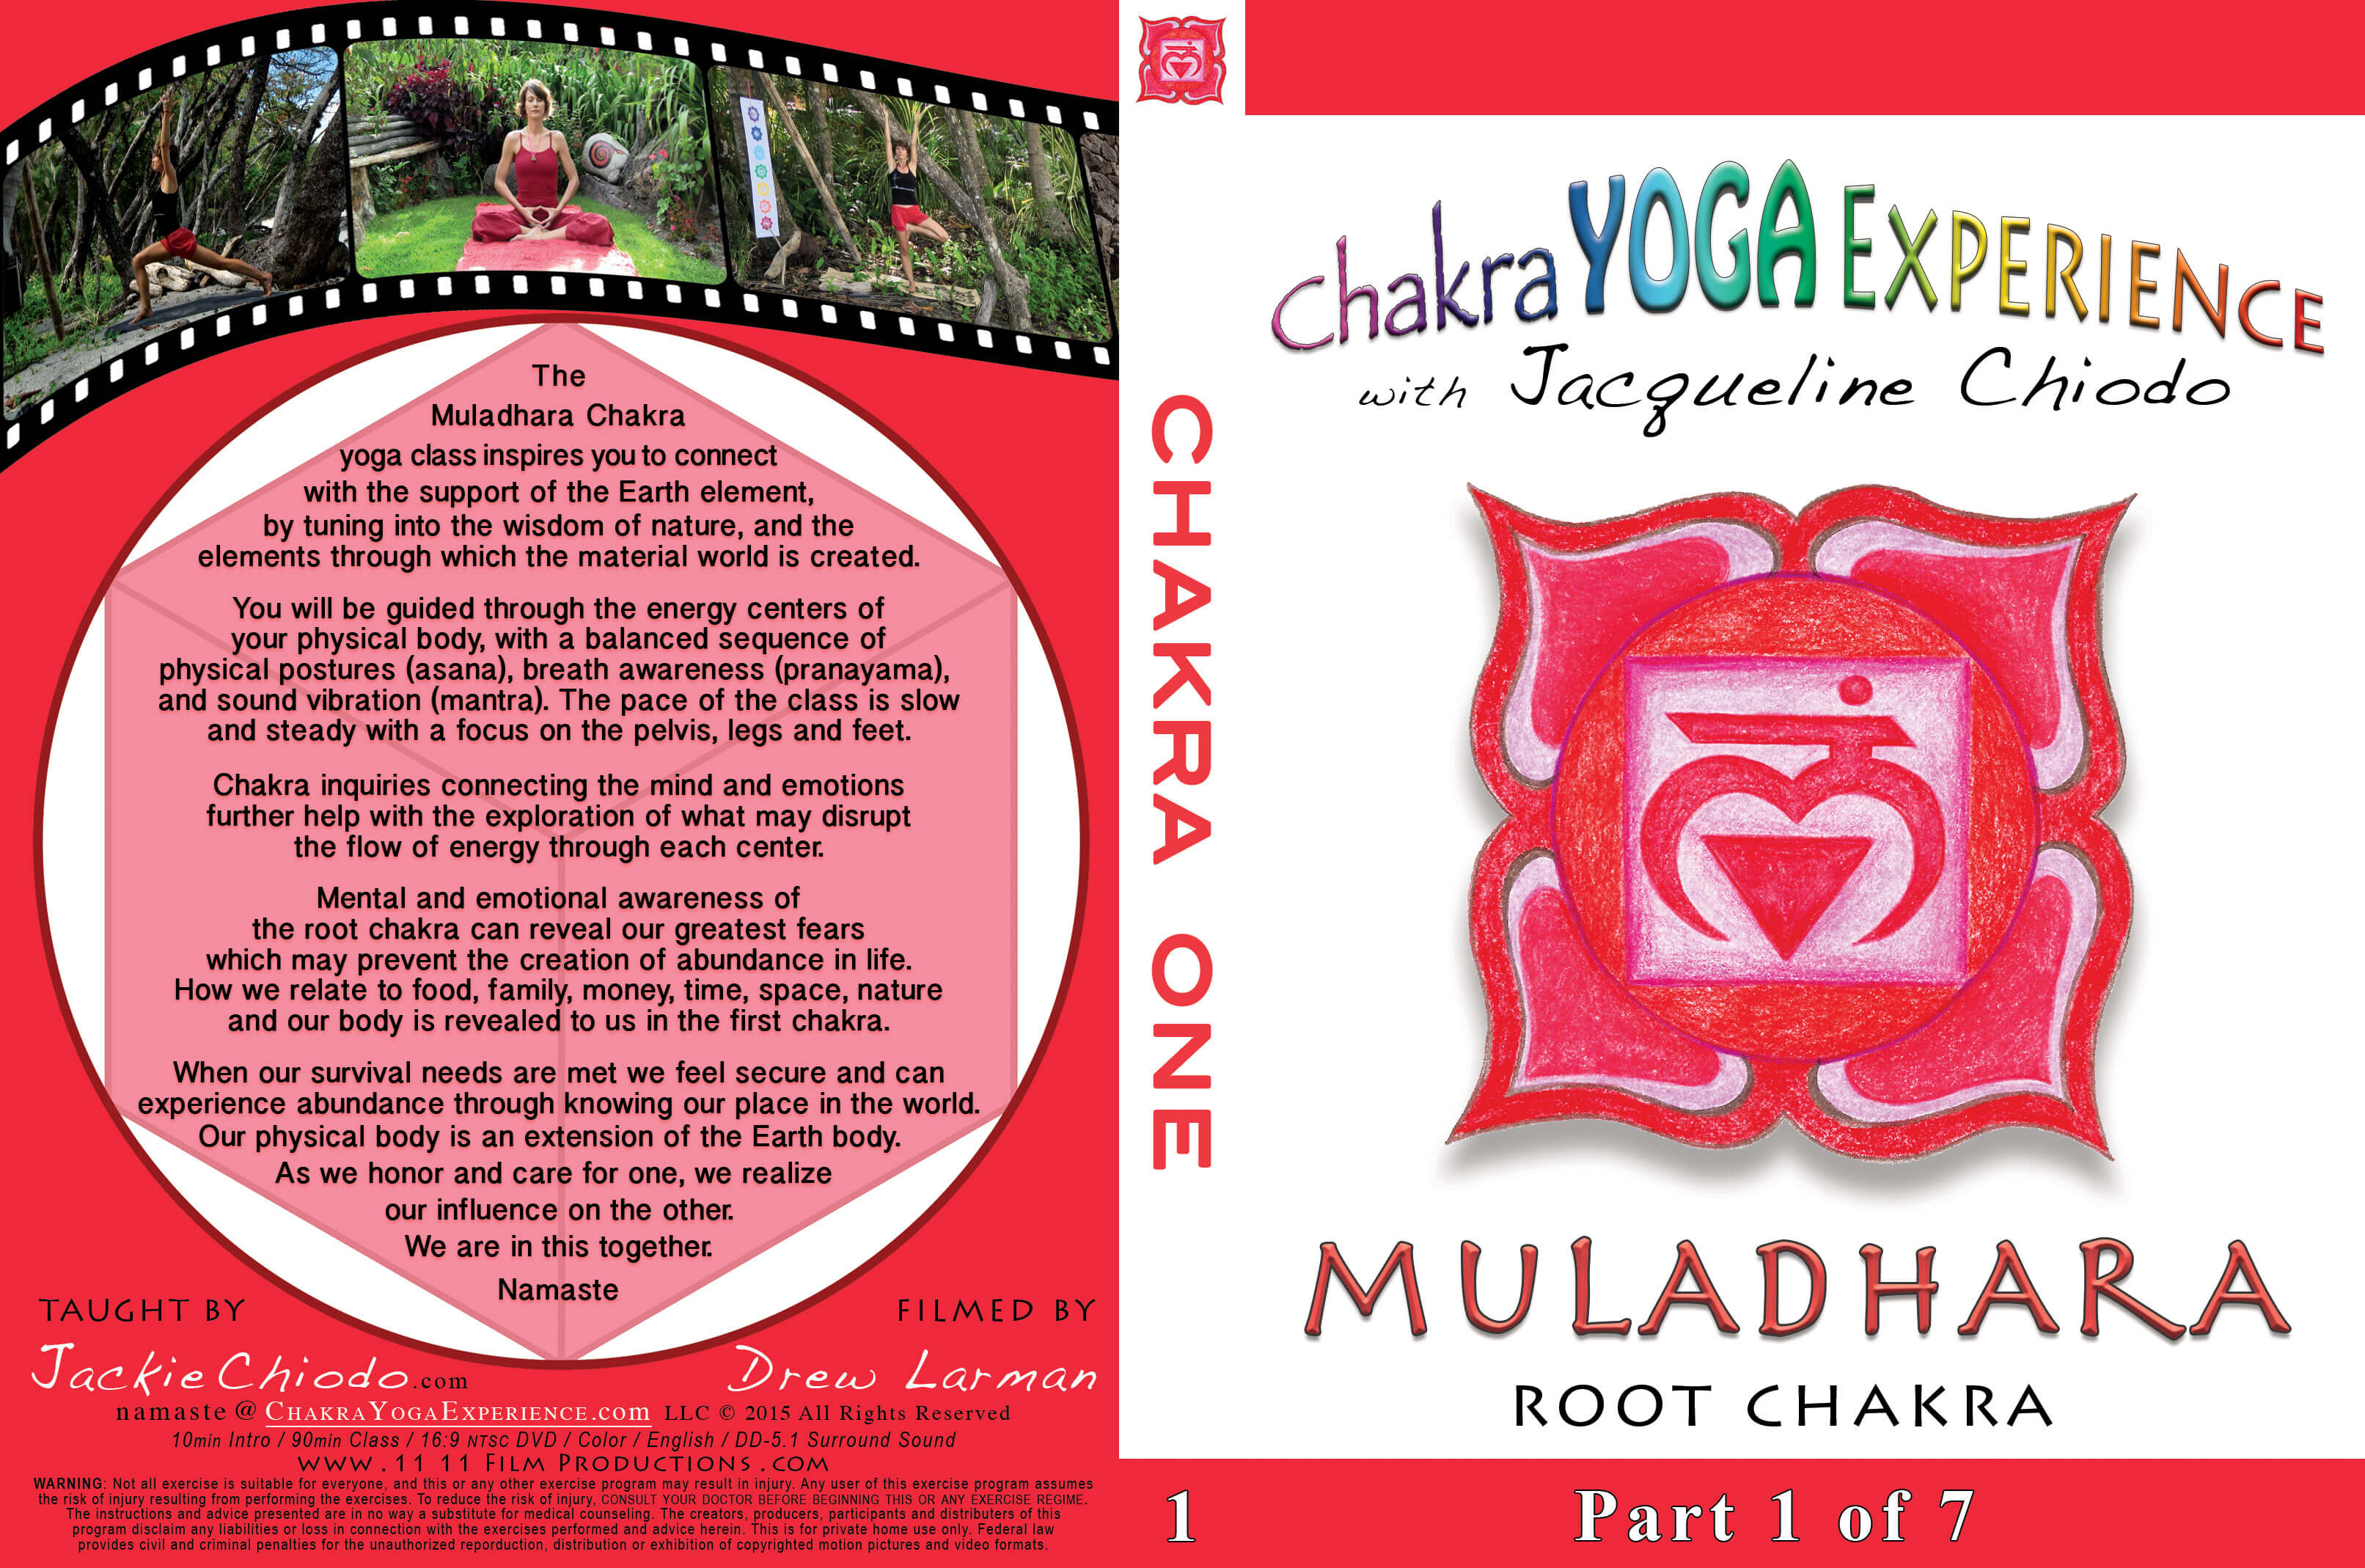 The
Muladhara Chakra
yoga class inspires you to connect
with the support of the Earth element,
by tuning into the wisdom of nature, and the
elements through which the material world is created.
You will be guided through the energy centers of
your physical body, with a balanced sequence of
physical postures (asana), breath awareness (pranayama),
and sound vibration (mantra). The pace of the class is slow
and steady with a focus on the pelvis, legs and feet.
Chakra inquiries connecting the mind and emotions
further help with the exploration of what may disrupt
the flow of energy through each center.
Mental and emotional awareness of
the root chakra can reveal our greatest fears
which may prevent the creation of abundance in life.
How we relate to food, family, money, time, space, nature
and our body is revealed to us in the first chakra.
When our survival needs are met we feel secure and can
experience abundance through knowing our place in the world.
Our physical body is an extension of the Earth body.
As we honor and care for one, we realize
our influence on the other.
We are in this together.
Namaste
TAUGHT BY
Jackie Chiodo.com
FILMED BY
Drew Larman
namaste@ChakraYogaExperience.com LLC © 2015 All Rights Reserved
10min Intro / 90min Class / 16:9 NTSC DVD / Color / English / DD-5.1 Surround Sound
www.11 11 Film Productions.com
WARNING: Not all exercise is suitable for everyone, and this or any other exercise program may result in injury. Any user of this exercise program assumes
the risk of injury resulting from performing the exercises. To reduce the risk of injury, CONSULT YOUR DOCTOR BEFORE BEGINNING THIS OR ANY EXERCISE REGIME.
The instructions and advice presented are in no way a substitute for medical counseling. The creators, producers, participants and distributers of this
program disclaim any liabilities or loss in connection with the exercises performed and advice herein. This is for private home use only. Federal law
provides civil and criminal penalties for the unauthorized reporduction, distribution or exhibition of copyrighted motion pictures and video formats.
CHAKRA ONE
1
chakra YOGA EXPERIENCE
with Jacqueline Chiodo
लं
MULADHARA
ROOT CHAKRA
Part 1 of 7